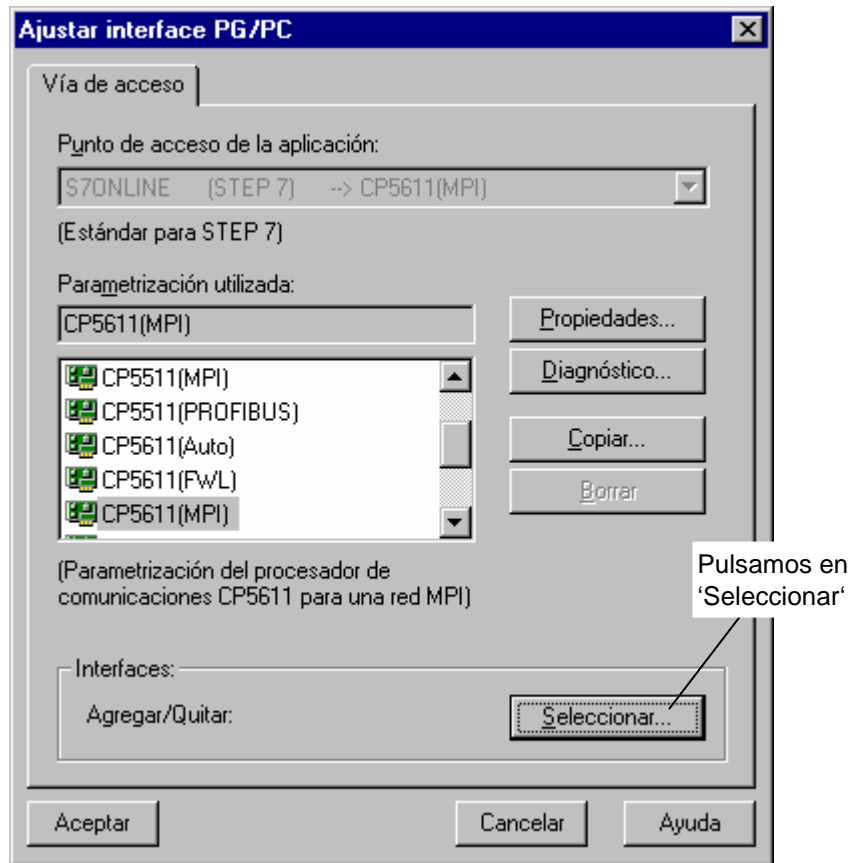 Ajustar interface PG/PC
Vía de acceso
Punto de acceso de la aplicación:
S7ONLINE (STEP 7) --> CP5611(MPI)
(Estándar para STEP 7)
Parametrización utilizada:
CP5611(MPI)
Propiedades...
CP5511(MPI)
Diagnóstico...
CP5511(PROFIBUS)
CP5611(Auto)
Copiar...
CP5611(FWL)
Borrar
CP5611(MPI)
(Parametrización del procesador de
comunicaciones CP5611 para una red MPI)
Pulsamos en
‘Seleccionar‘
Interfaces:
Agregar/Quitar:
Seleccionar...
Aceptar
Cancelar
Ayuda